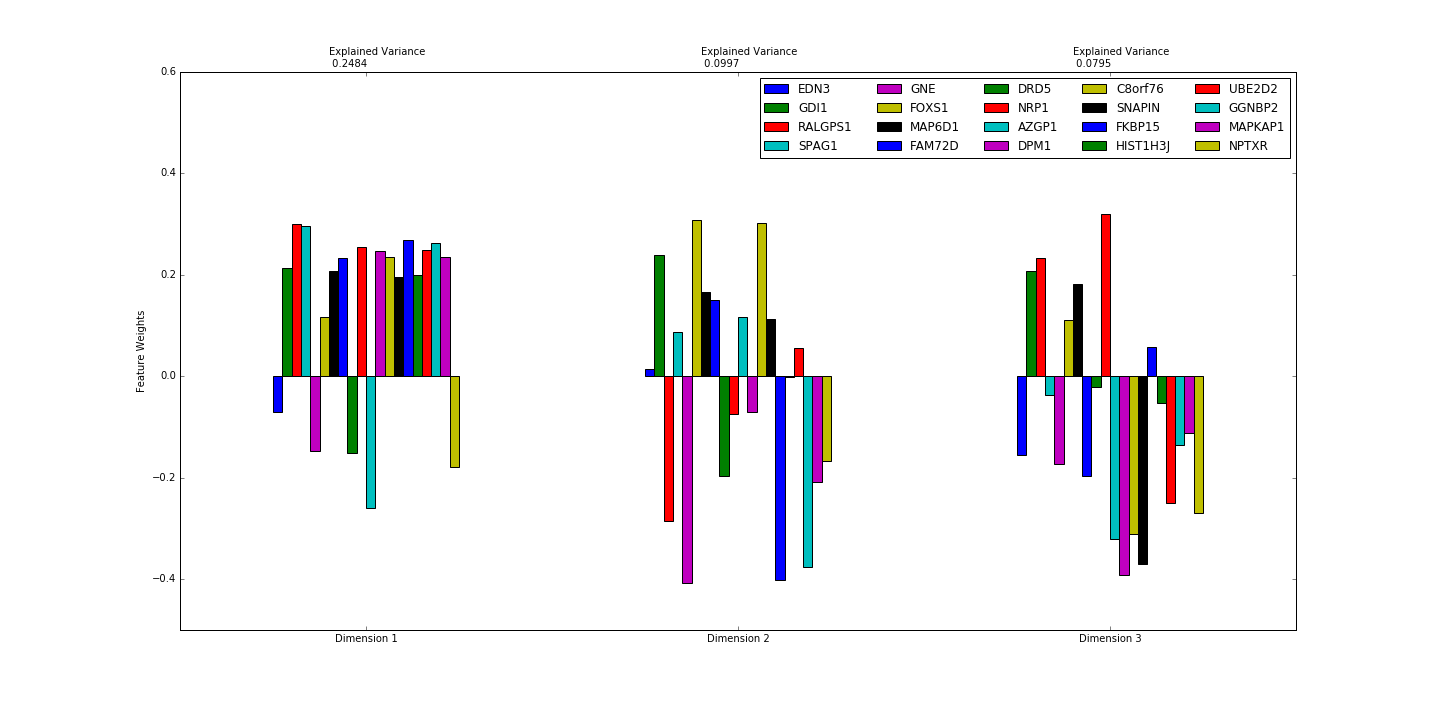 Explained Variance
0.2484
Explained Variance
0.0997
Explained Variance
0.0795
0.6
0.4
0.2
0.0
−0.2
−0.4
Feature Weights
EDN3 GNE DRD5 C8orf76 UBE2D2
GDI1 FOXS1 NRP1 SNAPIN GGNBP2
RALGPS1 MAP6D1 AZGP1 FKBP15 MAPKAP1
SPAG1 FAM72D DPM1 HIST1H3J NPTXR
Dimension 1 Dimension 2 Dimension 3